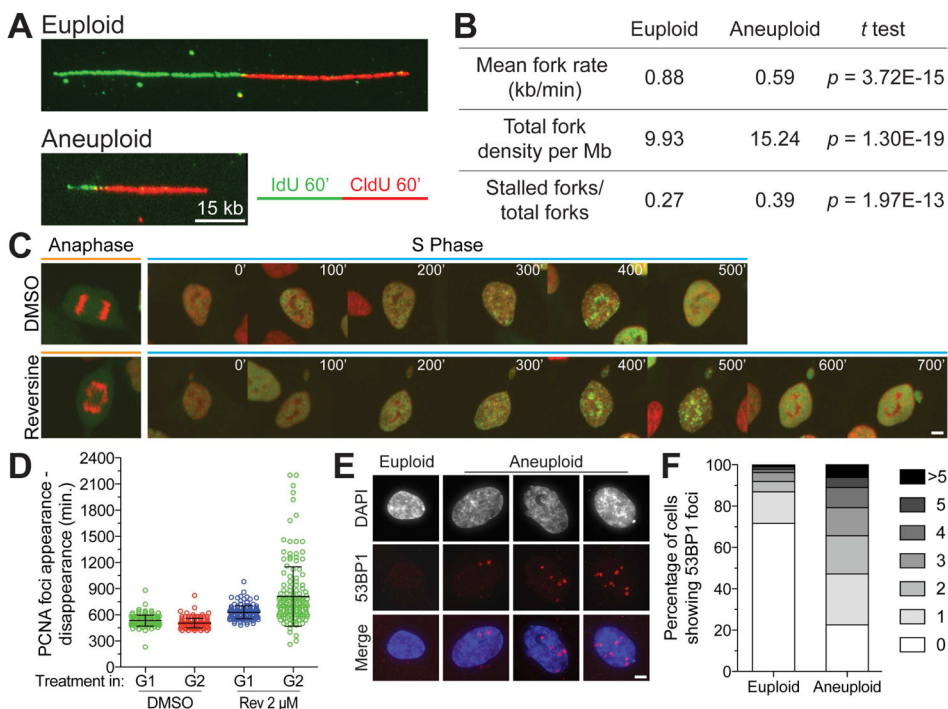 A
Euploid
Aneuploid
15 kb
IdU 60’ CldU 60’
B
Euploid Aneuploid t test
Mean fork rate
(kb/min)
0.88 0.59 p = 3.72E-15
Total fork
density per Mb
9.93 15.24 p = 1.30E-19
Stalled forks/
total forks
0.27 0.39 p = 1.97E-13
C
Anaphase S Phase
DMSO
0’ 100’ 200’ 300’ 400’ 500’
Reversine
0’ 100’ 200’ 300’ 400’ 500’ 600’ 700’
D
PCNA foci appearance -
disappearance (min.)
2400
2100
1800
1500
1200
900
600
300
0
Treatment in: G1 G2 G1 G2
DMSO Rev 2 µM
E
Euploid Aneuploid
DAPI
53BP1
Merge
F
Percentage of cells
showing 53BP1 foci
100
80
60
40
20
0
Euploid Aneuploid
>5
5
4
3
2
1
0